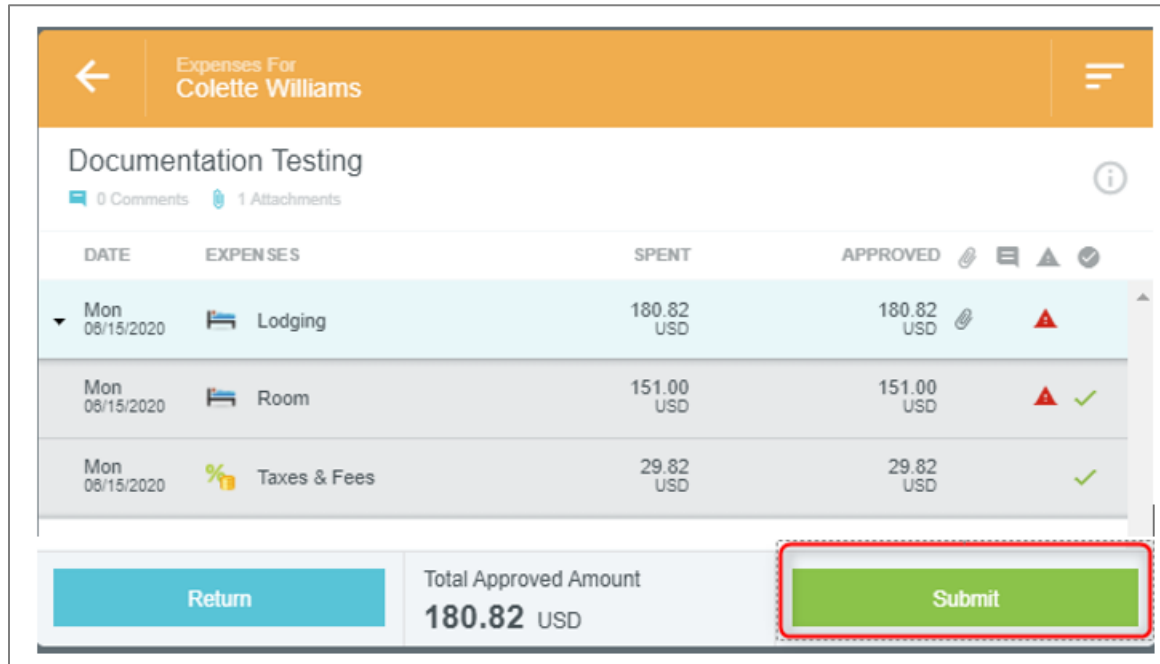 Expenses For
Colette Williams
Documentation Testing
0 Comments 1 Attachments
DATE EXPENSES SPENT APPROVED
Mon
06/15/2020 Lodging 180.82
USD 180.82
USD
Mon
06/15/2020 Room 151.00
USD 151.00
USD
Mon
06/15/2020 Taxes & Fees 29.82
USD 29.82
USD
Return Total Approved Amount
180.82 USD Submit